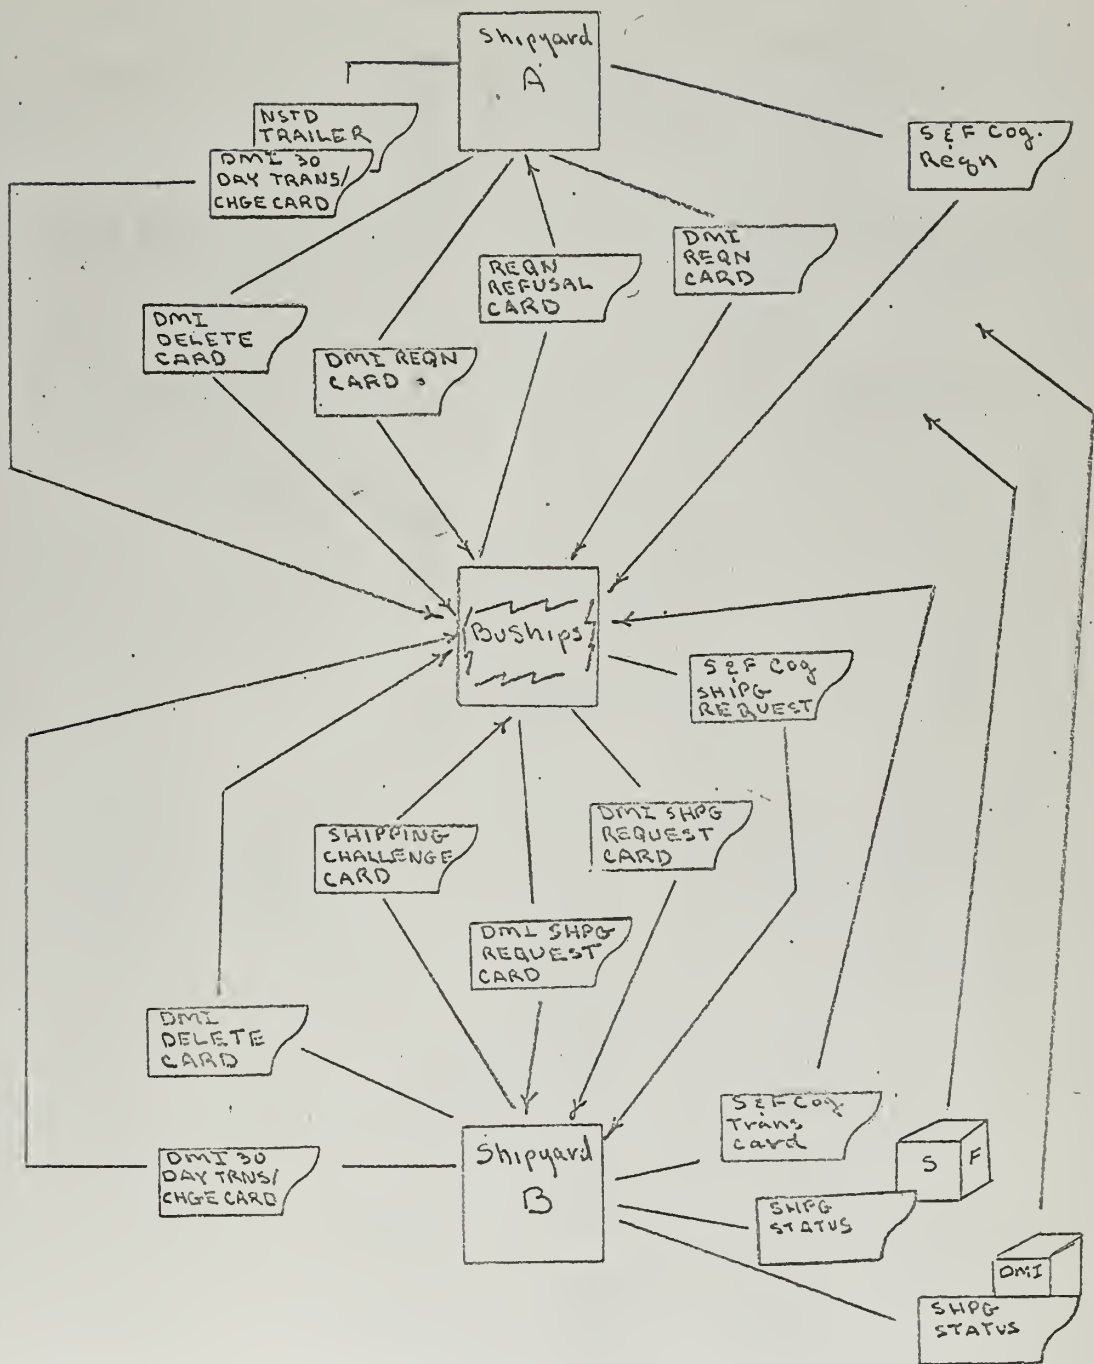 Shipyard
A
NSTD
TRAILER
DMI 30
DAY TRANS/
CHGE CARD
S & F Cog.
Reqn
DMI
REQN
CARD
REQN
REFUSAL
CARD
DMI
DELETE
CARD
DMI REQN
CARD
BuShips
S & F Cog
SHIPG
REQUEST
DMI SHPG
REQUEST
CARD
SHIPPING
CHALLENGE
CARD
DMI SHPG
REQUEST
CARD
DMI
DELETE
CARD
S & F Cog
Trans
Card
Shipyard
B
DMI 30
DAY TRNS/
CHGE CARD
S F
SHPG
STATUS
DMI
SHPG
STATUS